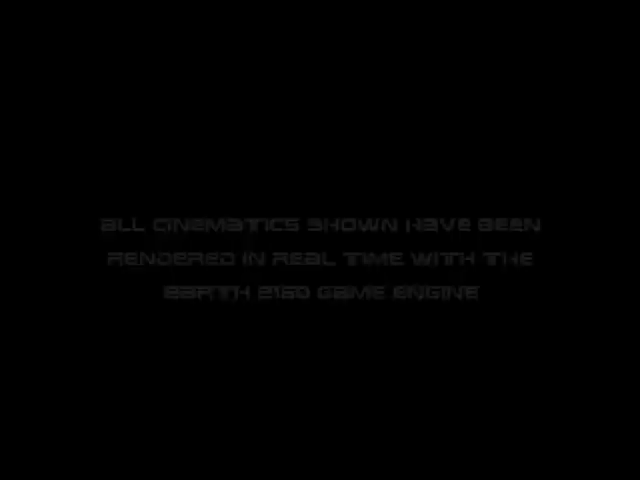 ALL CINEMATICS SHOWN HAVE BEEN
RENDERED IN REAL TIME WITH THE
EARTH 2160 GAME ENGINE